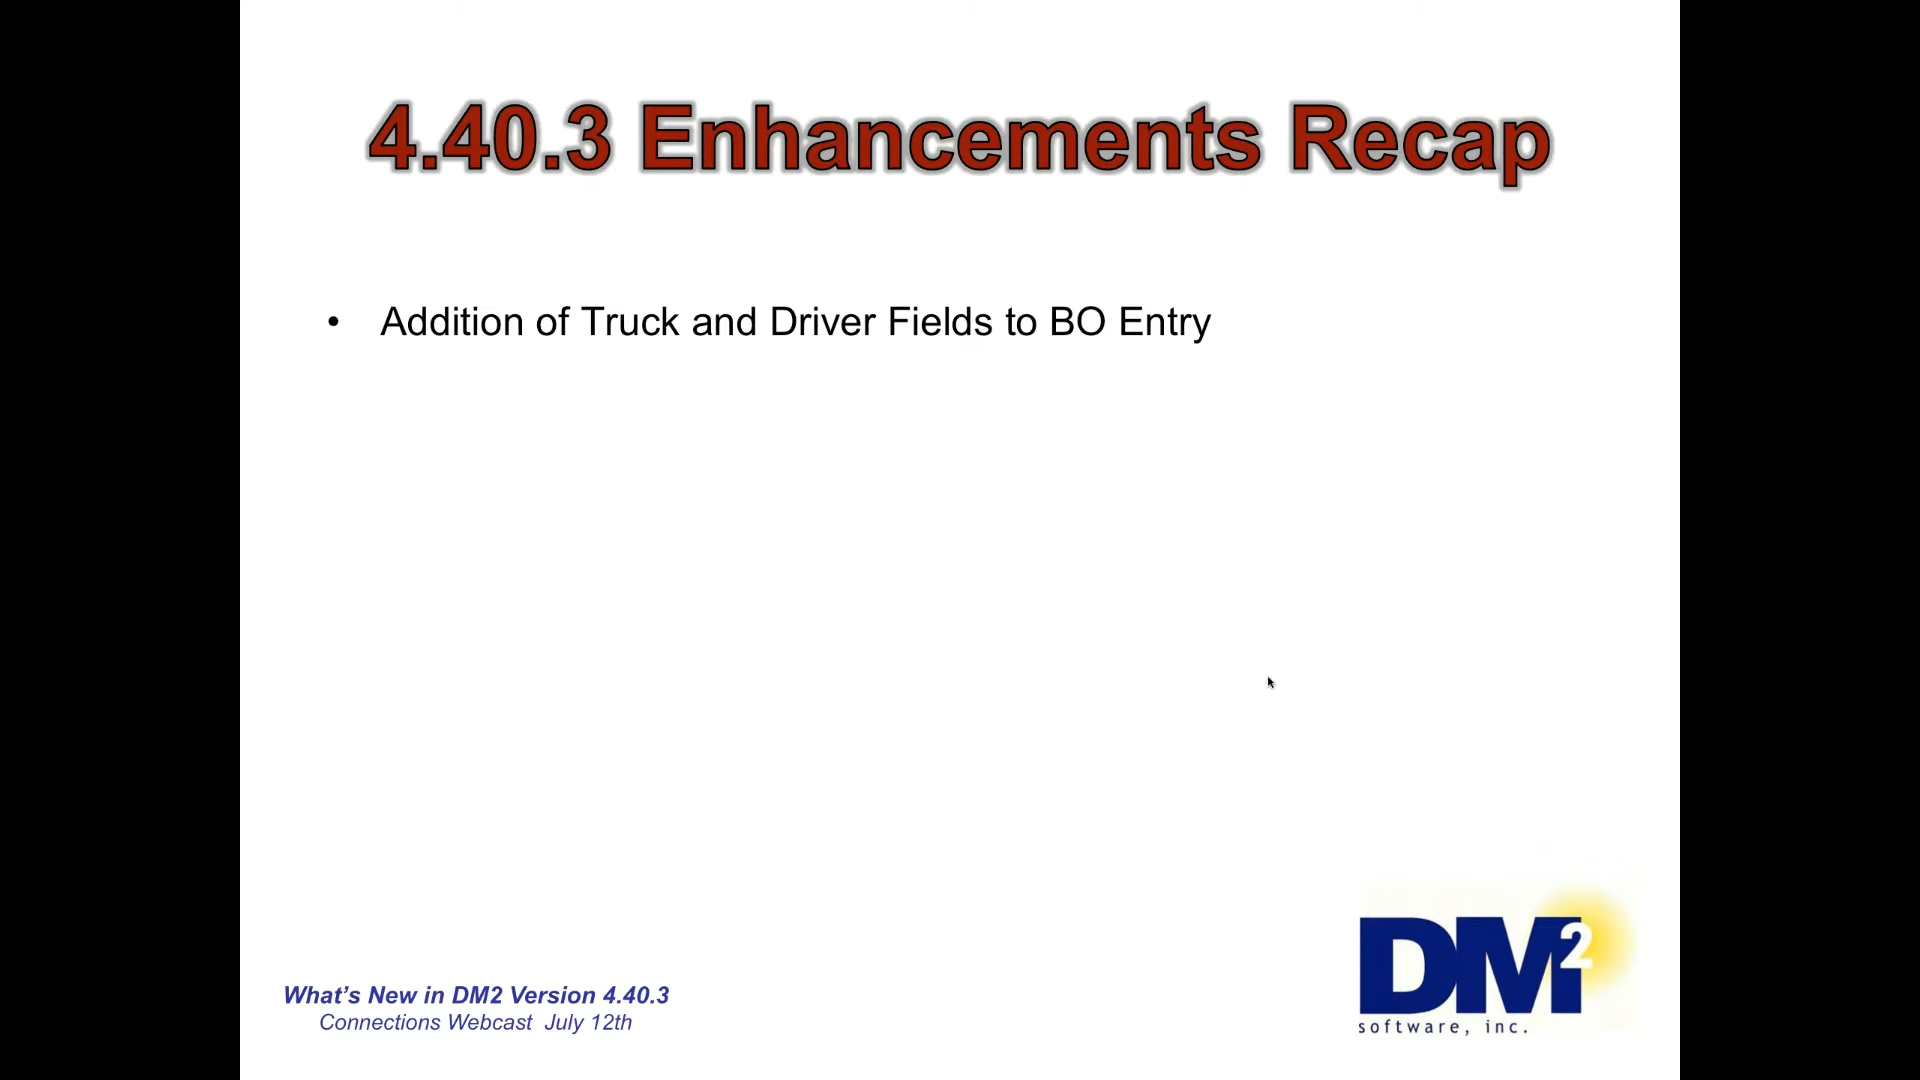 4.40.3 Enhancements Recap
• Addition of Truck and Driver Fields to BO Entry
What’s New in DM2 Version 4.40.3
Connections Webcast July 12th
DM2
software, inc.